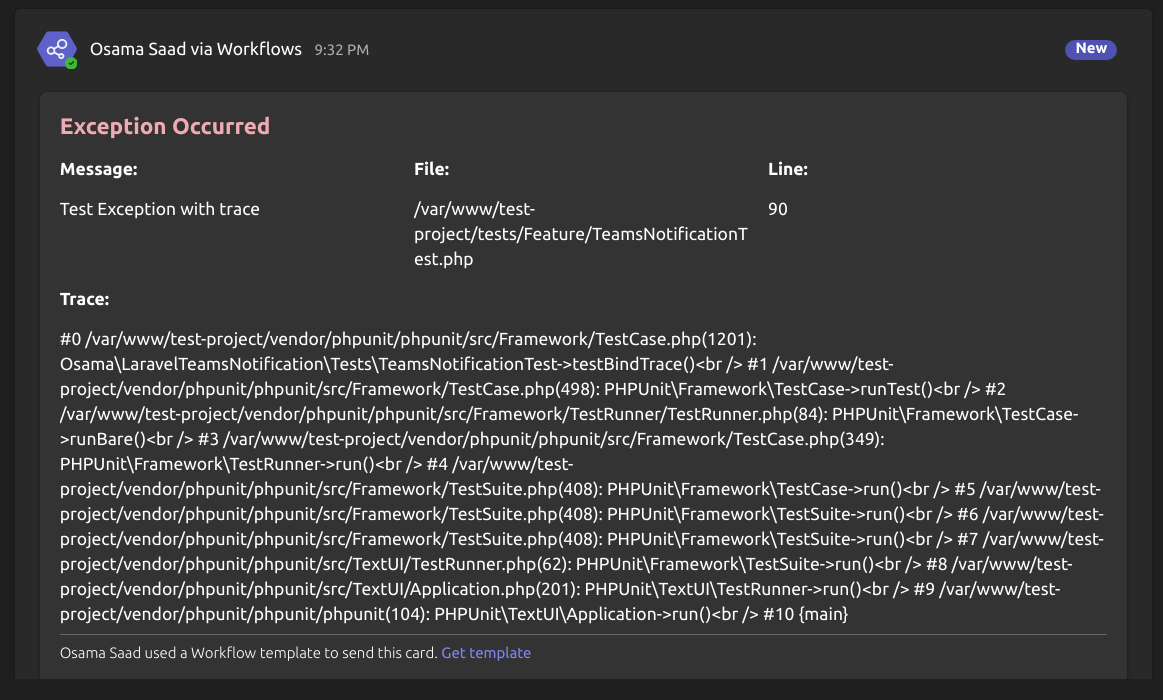 Osama Saad via Workflows 9:32 PM New
Exception Occurred
Message: File: Line:
Test Exception with trace /var/www/test- 90
project/tests/Feature/TeamsNotificationT
est.php
Trace:
#0 /var/www/test-project/vendor/phpunit/phpunit/src/Framework/TestCase.php(1201):
Osama\LaravelTeamsNotification\Tests\TeamsNotificationTest->testBindTrace()<br /> #1 /var/www/test-
project/vendor/phpunit/phpunit/src/Framework/TestCase.php(498): PHPUnit\Framework\TestCase->runTest()<br /> #2
/var/www/test-project/vendor/phpunit/phpunit/src/Framework/TestRunner/TestRunner.php(84): PHPUnit\Framework\TestCase-
>runBare()<br /> #3 /var/www/test-project/vendor/phpunit/phpunit/src/Framework/TestCase.php(349):
PHPUnit\Framework\TestRunner->run()<br /> #4 /var/www/test-
project/vendor/phpunit/phpunit/src/Framework/TestSuite.php(408): PHPUnit\Framework\TestCase->run()<br /> #5 /var/www/test-
project/vendor/phpunit/phpunit/src/Framework/TestSuite.php(408): PHPUnit\Framework\TestSuite->run()<br /> #6 /var/www/test-
project/vendor/phpunit/phpunit/src/Framework/TestSuite.php(408): PHPUnit\Framework\TestSuite->run()<br /> #7 /var/www/test-
project/vendor/phpunit/phpunit/src/TextUI/TestRunner.php(62): PHPUnit\Framework\TestSuite->run()<br /> #8 /var/www/test-
project/vendor/phpunit/phpunit/src/TextUI/Application.php(201): PHPUnit\TextUI\TestRunner->run()<br /> #9 /var/www/test-
project/vendor/phpunit/phpunit/phpunit(104): PHPUnit\TextUI\Application->run()<br /> #10 {main}
Osama Saad used a Workflow template to send this card. Get template